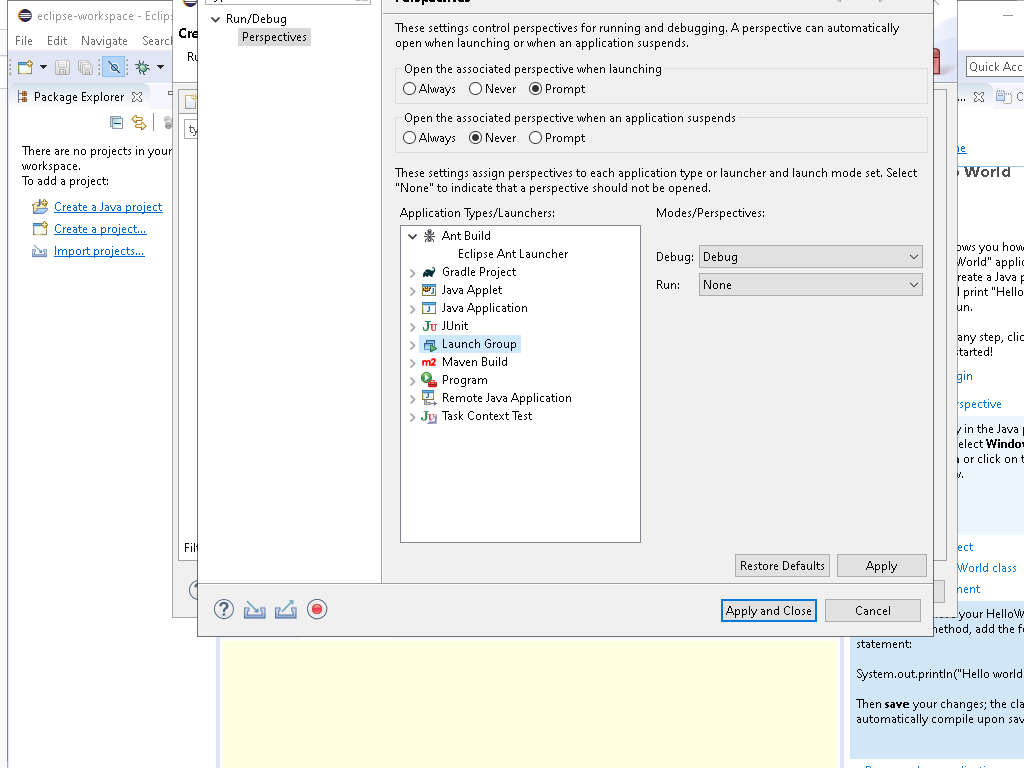 eclipse-workspace - Eclips
File Edit Navigate Search
Package Explorer
There are no projects in your
workspace.
To add a project:
Create a Java project
Create a project...
Import projects...
Cre
Ru
ty
Filt
Run/Debug
Perspectives
These settings control perspectives for running and debugging. A perspective can automatically
open when launching or when an application suspends.
Open the associated perspective when launching
Always Never Prompt
Open the associated perspective when an application suspends
Always Never Prompt
These settings assign perspectives to each application type or launcher and launch mode set. Select
"None" to indicate that a perspective should not be opened.
Application Types/Launchers:
Ant Build
Eclipse Ant Launcher
Gradle Project
Java Applet
Java Application
JUnit
Launch Group
Maven Build
Program
Remote Java Application
Task Context Test
Modes/Perspectives:
Debug: Debug
Run: None
Restore Defaults Apply
Apply and Close Cancel
Quick Acc
World
ows you how
World" applic
reate a Java p
print "Hello
un.
any step, clic
started!
gin
rspective
y in the Java p
elect Windo
or click on t
w.
ect
World class
ment
your HelloW
ethod, add the fo
statement:
System.out.println("Hello world
Then save your changes; the cla
automatically compile upon sav